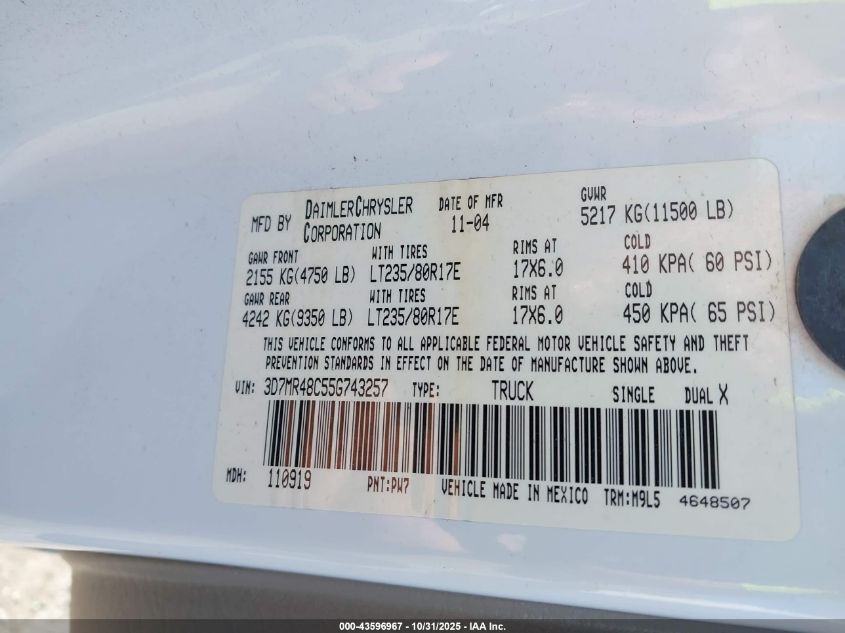 MFD BY DAIMLERCHRYSLER CORPORATION DATE OF MFR 11-04 GVWR 5217 KG(11500 LB)
GAWR FRONT WITH TIRES RIMS AT COLD
2155 KG(4750 LB) LT235/80R17E 17X6.0 410 KPA( 60 PSI)
GAWR REAR WITH TIRES RIMS AT COLD
4242 KG(9350 LB) LT235/80R17E 17X6.0 450 KPA( 65 PSI)
THIS VEHICLE CONFORMS TO ALL APPLICABLE FEDERAL MOTOR VEHICLE SAFETY AND THEFT
PREVENTION STANDARDS IN EFFECT ON THE DATE OF MANUFACTURE SHOWN ABOVE.
VIN: 3D7MR48C55G743257 TYPE: TRUCK SINGLE DUAL X
MDH: 110919 PNT:PW7 VEHICLE MADE IN MEXICO TRM:M9L5 4648507
000-43596967 - 10/31/2025 - IAA Inc.